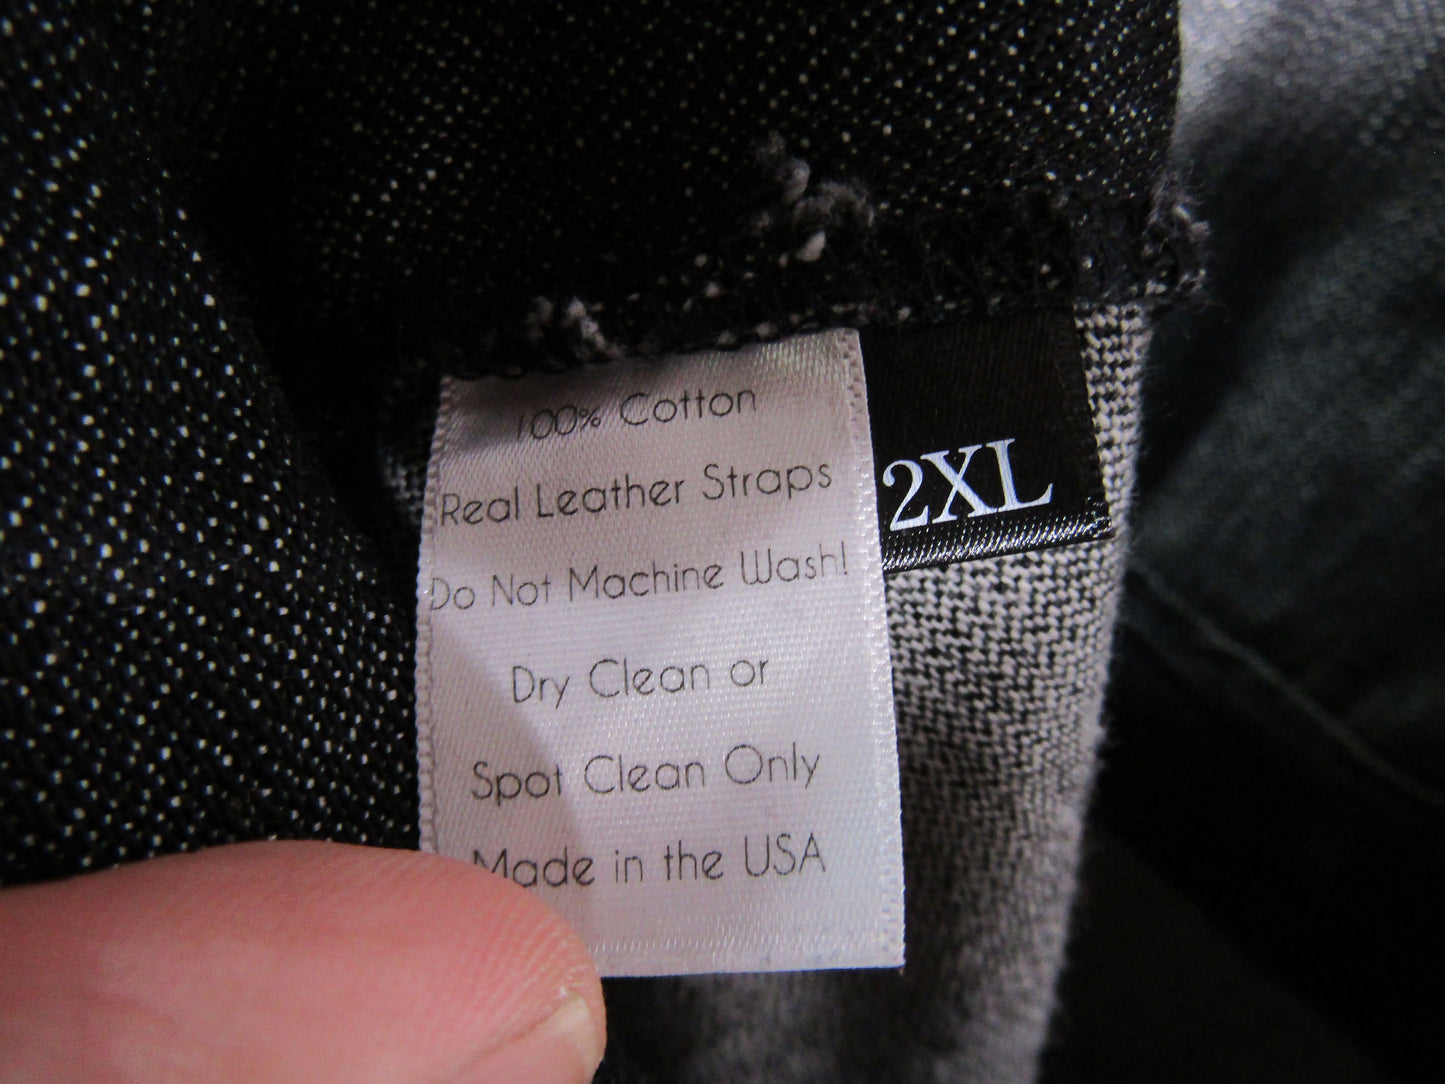 100% Cotton
Real Leather Straps
Do Not Machine Wash!
Dry Clean or
Spot Clean Only
Made in the USA
2XL